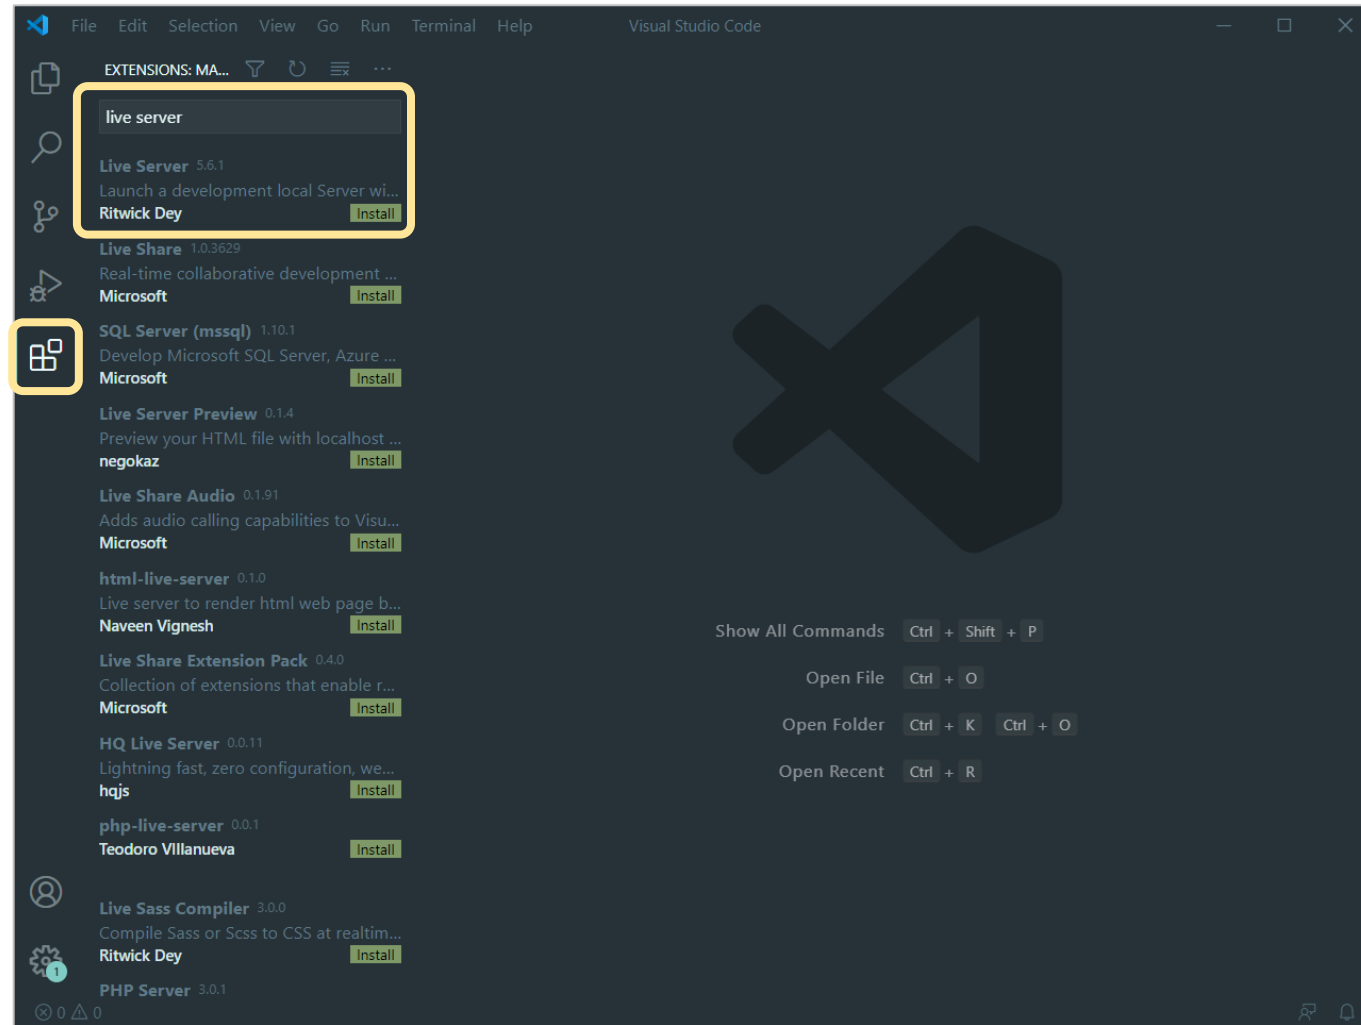 File Edit Selection View Go Run Terminal Help Visual Studio Code
EXTENSIONS: MA...
live server
Live Server 5.6.1
Launch a development local Server wi...
Ritwick Dey Install
Live Share 1.0.3629
Real-time collaborative development ...
Microsoft Install
SQL Server (mssql) 1.10.1
Develop Microsoft SQL Server, Azure ...
Microsoft Install
Live Server Preview 0.1.4
Preview your HTML file with localhost ...
negokaz Install
Live Share Audio 0.1.91
Adds audio calling capabilities to Visu...
Microsoft Install
html-live-server 0.1.0
Live server to render html web page b...
Naveen Vignesh Install
Live Share Extension Pack 0.4.0
Collection of extensions that enable r...
Microsoft Install
HQ Live Server 0.0.11
Lightning fast, zero configuration, we...
hqjs Install
php-live-server 0.0.1
Teodoro VIllanueva Install
Live Sass Compiler 3.0.0
Compile Sass or Scss to CSS at realtim...
Ritwick Dey Install
PHP Server 3.0.1
1
0 0
Show All Commands Ctrl + Shift + P
Open File Ctrl + O
Open Folder Ctrl + K Ctrl + O
Open Recent Ctrl + R